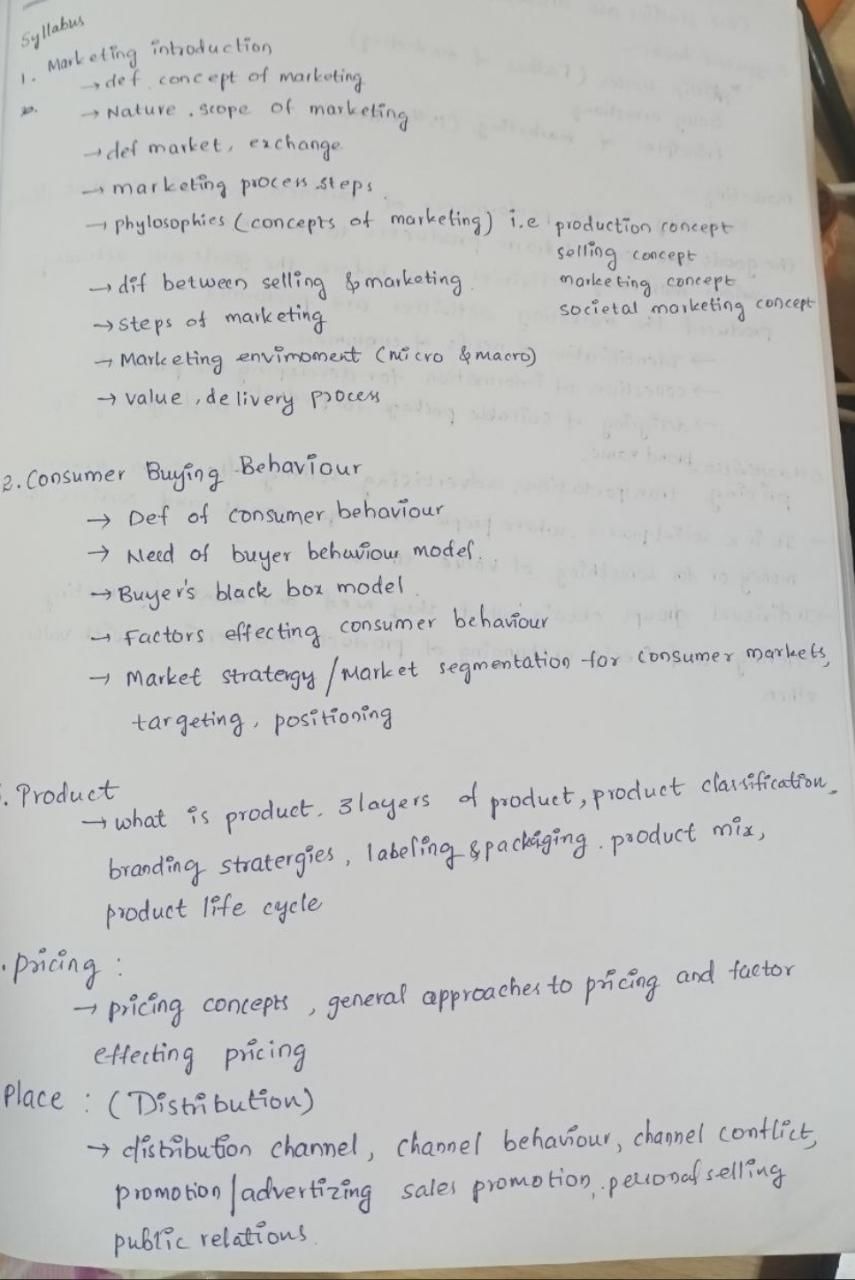 Syllabus
1. Marketing introduction
→ def, concept of marketing
→ Nature, scope of marketing
→ def market, exchange
→ marketing process steps
→ phylosophies (concepts of marketing) i.e production concept
selling concept
→ dif between selling & marketing. marketing concept
→ steps of marketing societal marketing concept
→ Marketing envimoment (micro & macro)
→ value, delivery process
2. Consumer Buying Behaviour
→ Def of consumer behaviour
→ Need of buyer behaviour model.
→ Buyer's black box model
→ Factors effecting consumer behaviour
→ Market stratergy / Market segmentation for consumer markets,
targeting, positioning
. Product
→ what is product. 3 layers of product, product classification,
branding stratergies, labeling & packaging. product mix,
product life cycle
. Pricing :
→ pricing concepts, general approaches to pricing and factor
effecting pricing
Place : (Distribution)
→ distribution channel, channel behaviour, channel conflict,
promotion / advertizing sales promotion, personal selling
public relations.